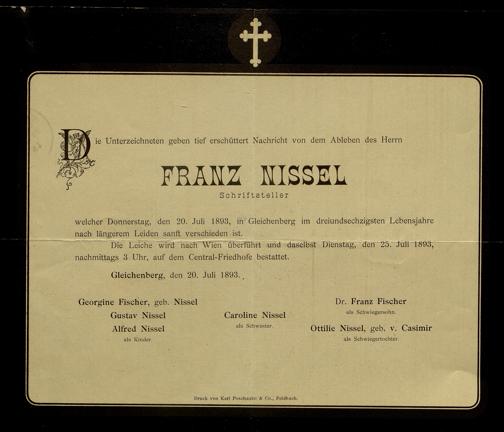 Die Unterzeichneten geben tief erschüttert Nachricht von dem Ableben des Herrn
FRANZ NISSEL
Schriftsteller
welcher Donnerstag, den 20. Juli 1893, in Gleichenberg im dreiundsechzigsten Lebensjahre
nach längerem Leiden sanft verschieden ist.
Die Leiche wird nach Wien überführt und daselbst Dienstag, den 25. Juli 1893,
nachmittags 3 Uhr, auf dem Central-Friedhofe bestattet.
Gleichenberg, den 20. Juli 1893.
Georgine Fischer, geb. Nissel
Gustav Nissel
Alfred Nissel
als Kinder.
Caroline Nissel
als Schwester.
Dr. Franz Fischer
als Schwiegersohn.
Ottilie Nissel, geb. v. Casimir
als Schwiegertochter.
Druck von Karl & Co., Feldbach.